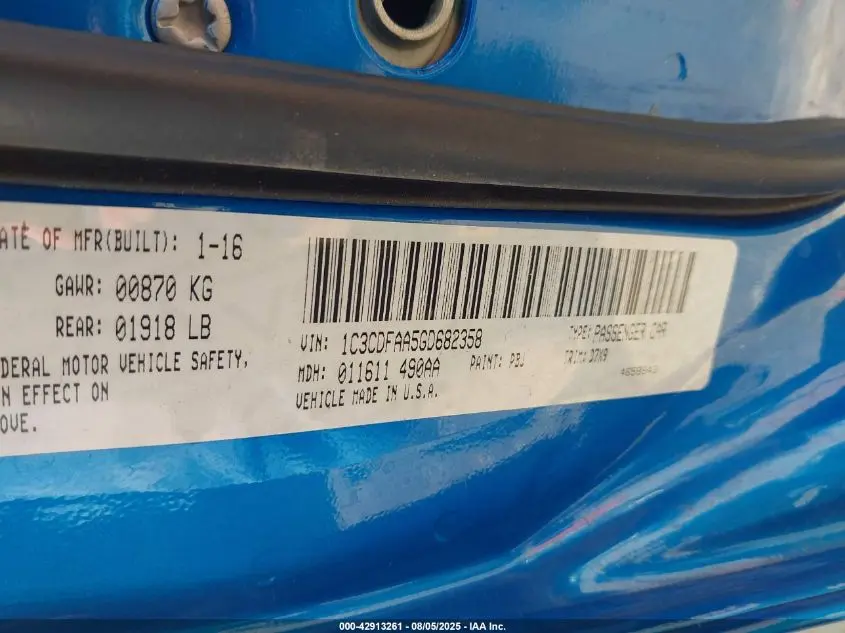 ATE OF MFR(BUILT): 1-16
GAWR: 00870 KG
REAR: 01918 LB
DERAL MOTOR VEHICLE SAFETY,
N EFFECT ON
OVE.
VIN: 1C3CDFAA5GD682358
TYPE: PASSENGER CAR
MDH: 011611 490AA
PAINT: PBJ
TRIM: D7X9
VEHICLE MADE IN U.S.A.
000-42913261 - 08/05/2025 - IAA Inc.